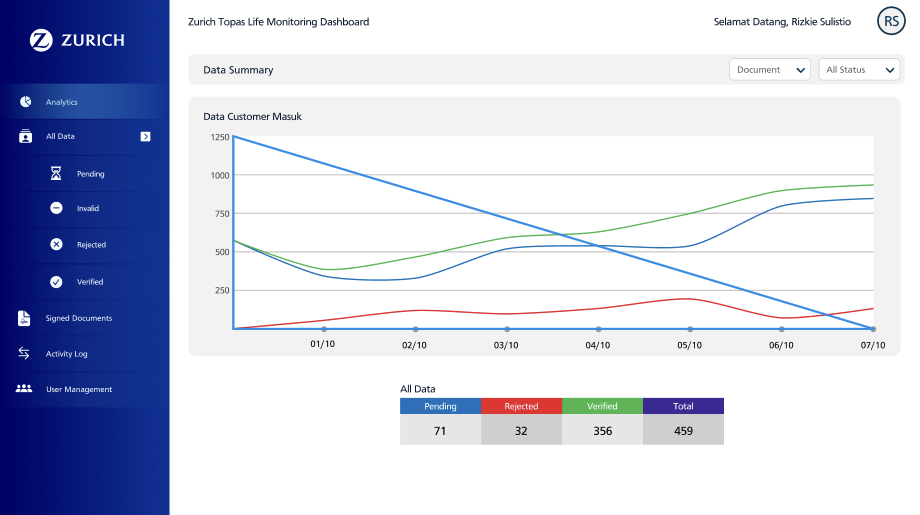 Zurich Topas Life Monitoring Dashboard
Selamat Datang, Rizkie Sulistio
RS
ZURICH
Analytics
All Data
Pending
Invalid
Rejected
Verified
Signed Documents
Activity Log
User Management
Data Summary
Document
All Status
Data Customer Masuk
1250
1000
750
500
250
01/10
02/10
03/10
04/10
05/10
06/10
07/10
All Data
Pending Rejected Verified Total
71 32 356 459